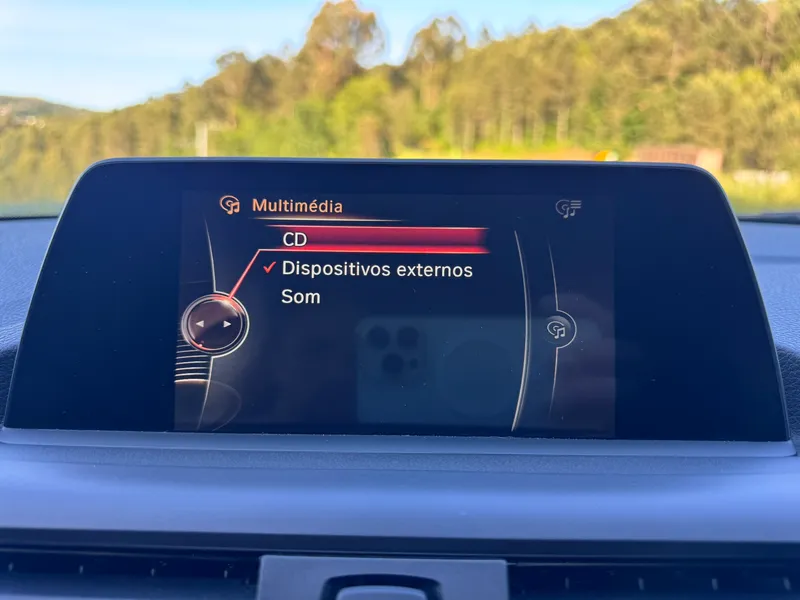 Multimédia
CD
Dispositivos externos
Som